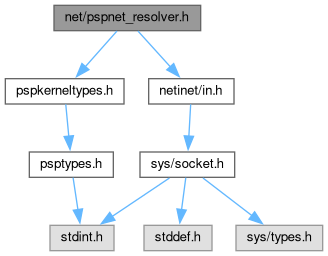 net/pspnet_resolver.h
pspkerneltypes.h
netinet/in.h
psptypes.h
sys/socket.h
stdint.h
stddef.h
sys/types.h